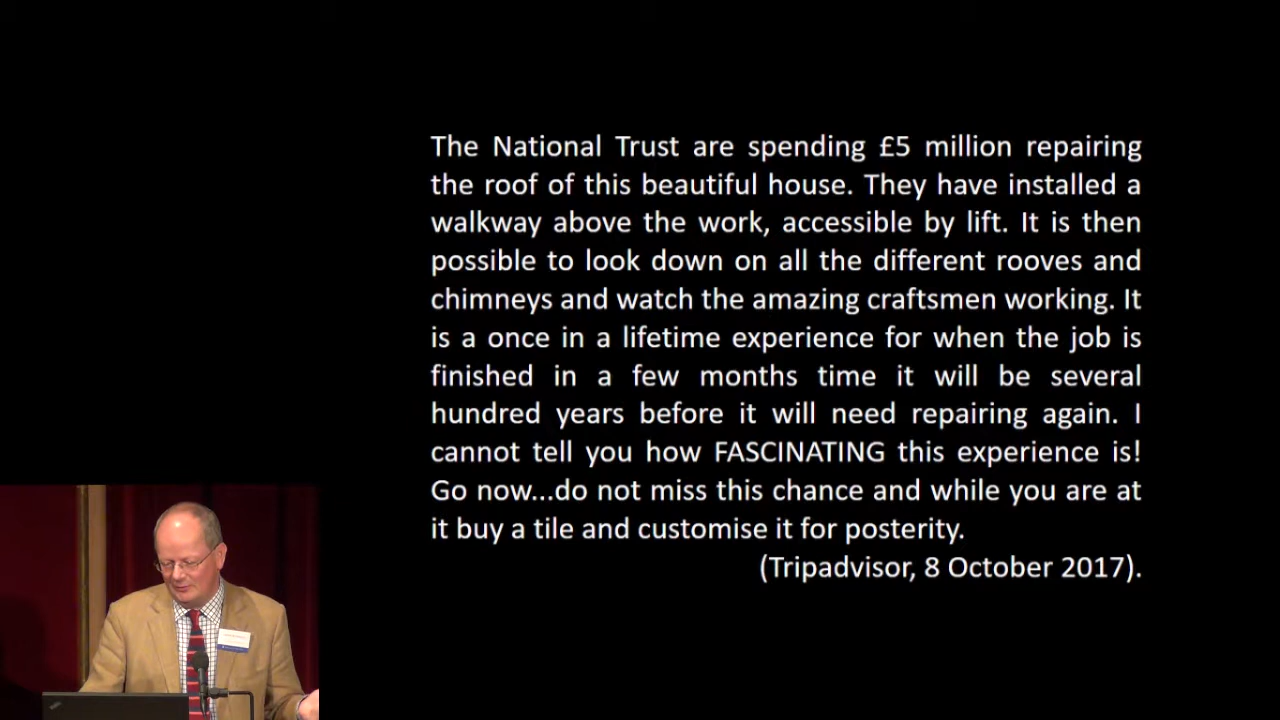 The National Trust are spending £5 million repairing
the roof of this beautiful house. They have installed a
walkway above the work, accessible by lift. It is then
possible to look down on all the different rooves and
chimneys and watch the amazing craftsmen working. It
is a once in a lifetime experience for when the job is
finished in a few months time it will be several
hundred years before it will need repairing again. I
cannot tell you how FASCINATING this experience is!
Go now...do not miss this chance and while you are at
it buy a tile and customise it for posterity.
(Tripadvisor, 8 October 2017).